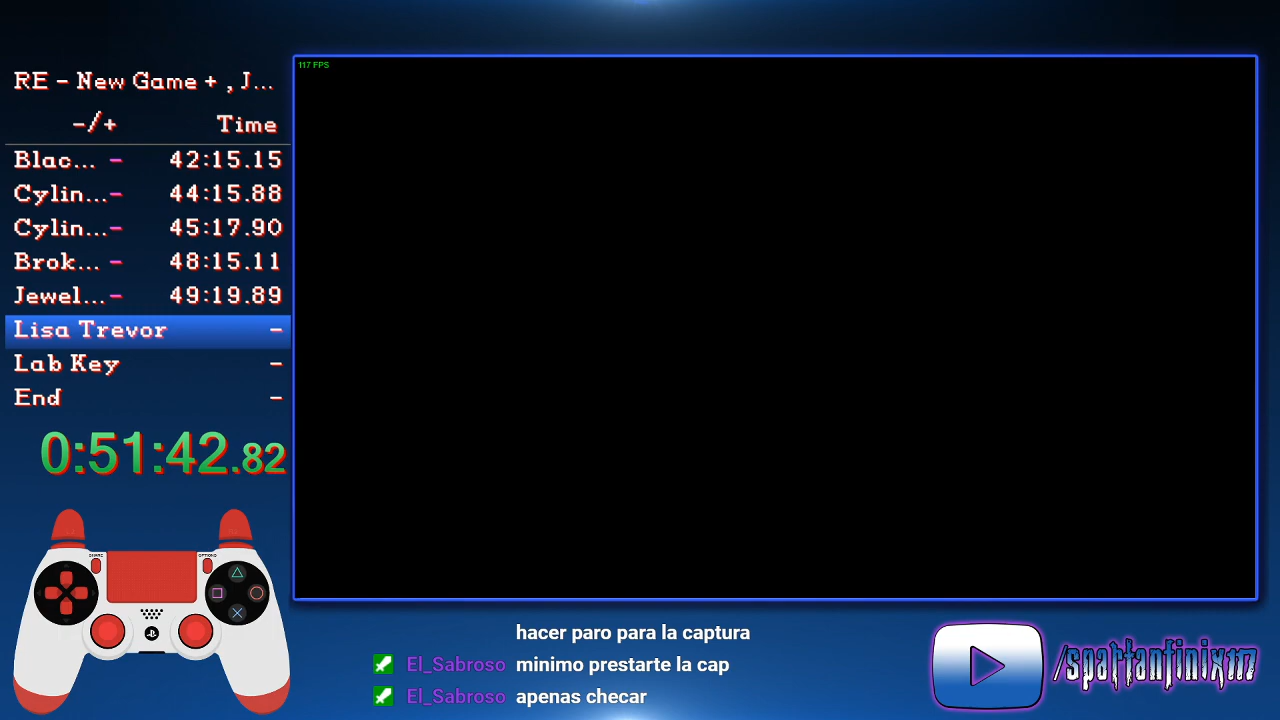 RE - New Game + , J...
-/+ Time
Blac... - 42:15.15
Cylin... - 44:15.88
Cylin... - 45:17.90
Brok... - 48:15.11
Jewel... - 49:19.89
Lisa Trevor -
Lab Key -
End -
0:51:42.82
SHARE
OPTIONS
117 FPS
hacer paro para la captura
El_Sabroso minimo prestarte la cap
El_Sabroso apenas checar
/spartanfinix117